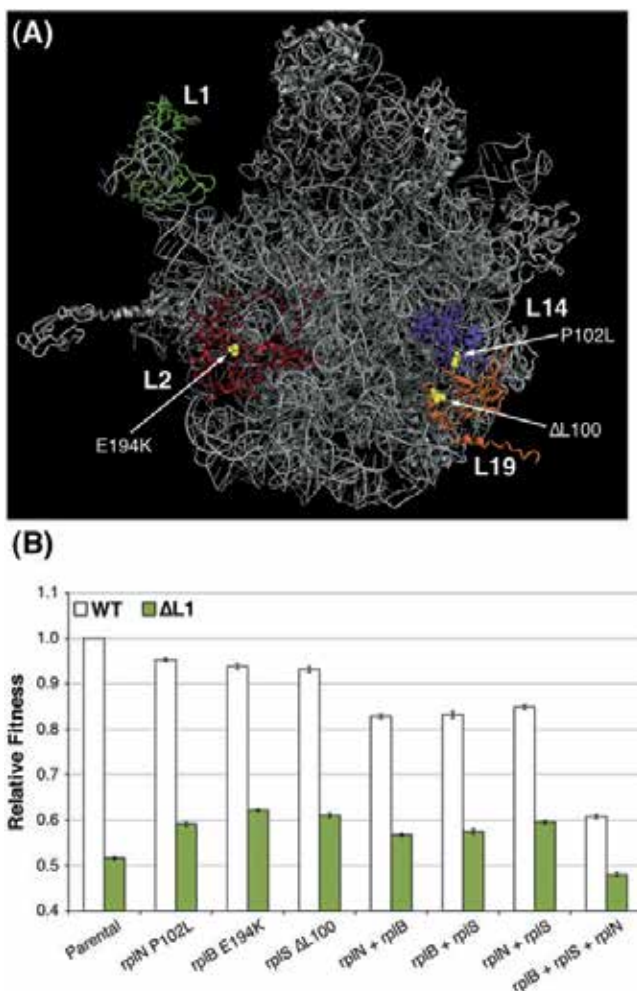 (A)
L1
L14
P102L
L2
E194K
ΔL100
L19
(B)
1.1
1.0
0.9
0.8
0.7
0.6
0.5
0.4
Relative Fitness
WT
ΔL1
Parental
rplN P102L
rplB E194K
rplS ΔL100
rplN + rplB
rplB + rplS
rplN + rplS
rplB + rplS + rplN